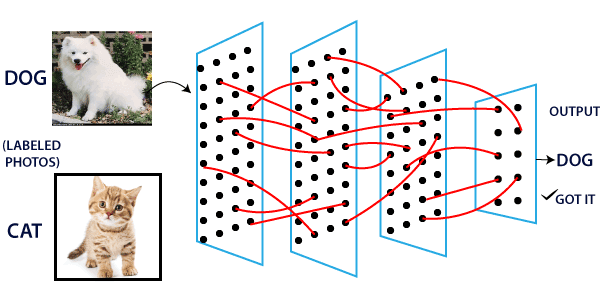 DOG
(LABELED
PHOTOS)
CAT
OUTPUT
DOG
GOT IT